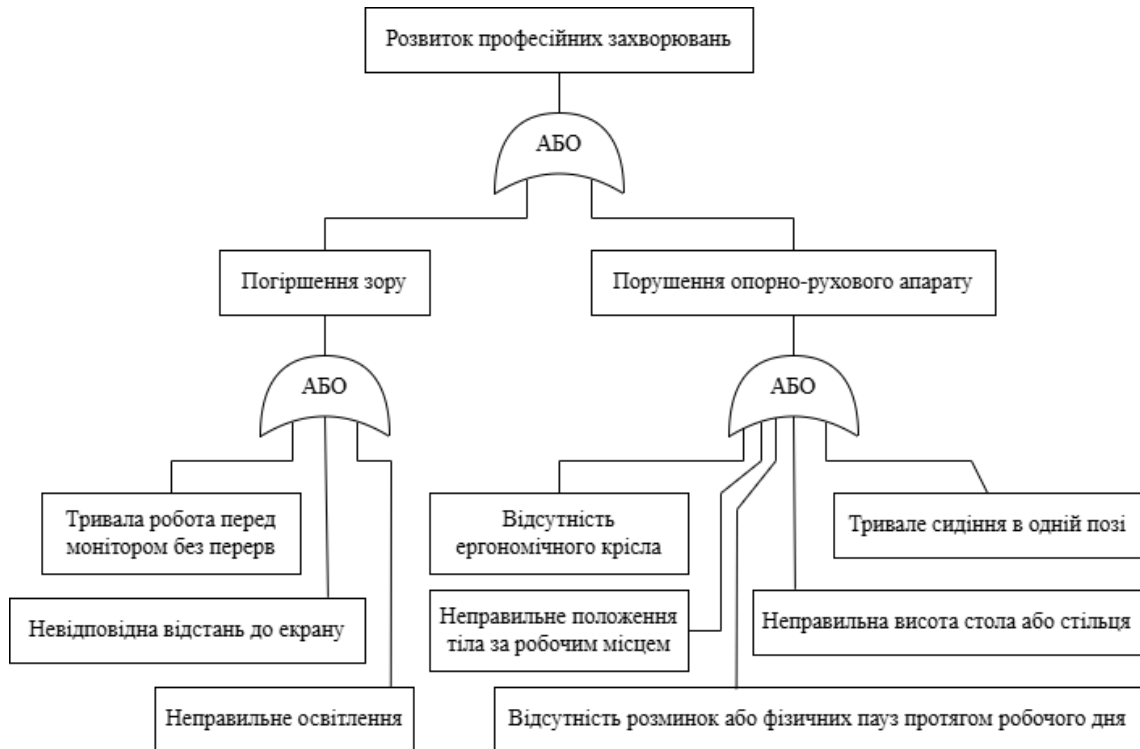 Розвиток професійних захворювань
АБО
Погіршення зору
Порушення опорно-рухового апарату
АБО
АБО
Тривала робота перед
монітором без перерв
Відсутність
ергономічного крісла
Тривале сидіння в одній позі
Невідповідна відстань до екрану
Неправильне положення
тіла за робочим місцем
Неправильна висота стола або стільця
Неправильне освітлення
Відсутність розминок або фізичних пауз протягом робочого дня